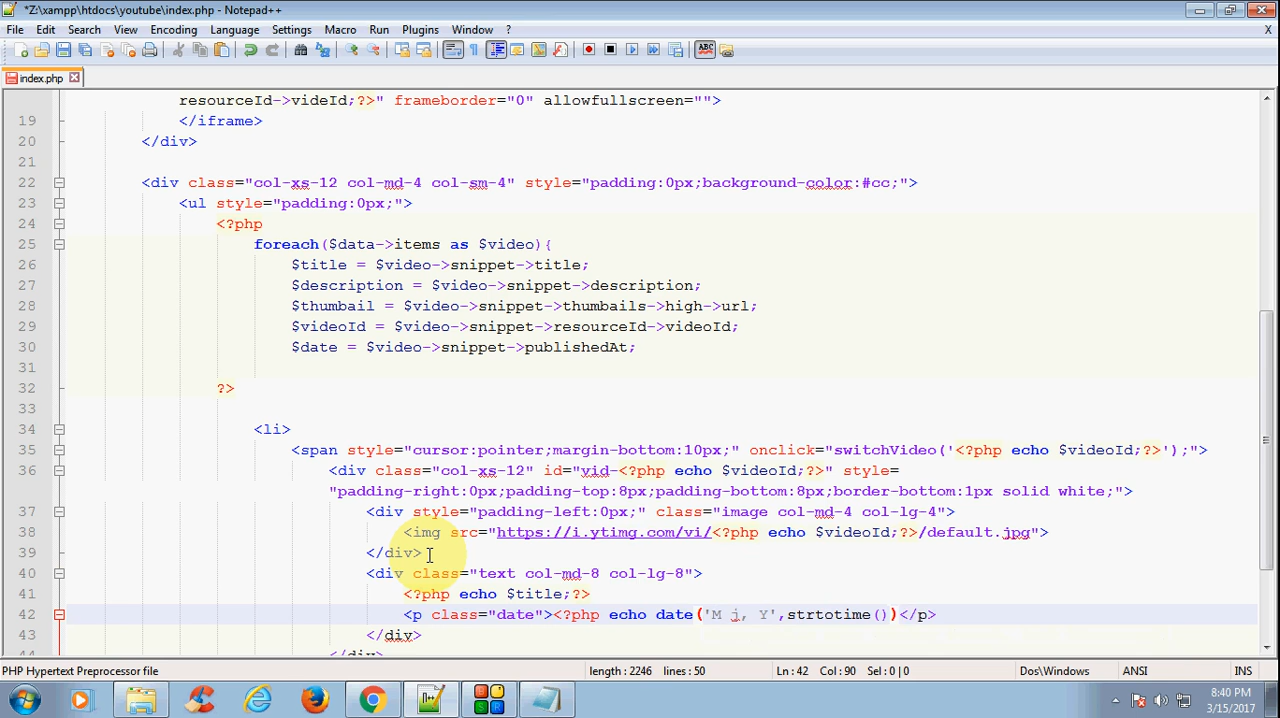 *Z:\xampp\htdocs\youtube\index.php - Notepad++
File Edit Search View Encoding Language Settings Macro Run Plugins Window ? X
index.php
resourceId->videId;?>" frameborder="0" allowfullscreen="">
19 </iframe>
20 </div>
21
22 <div class="col-xs-12 col-md-4 col-sm-4" style="padding:0px;background-color:#cc;">
23 <ul style="padding:0px;">
24 <?php
25 foreach($data->items as $video){
26 $title = $video->snippet->title;
27 $description = $video->snippet->description;
28 $thumbail = $video->snippet->thumbails->high->url;
29 $videoId = $video->snippet->resourceId->videoId;
30 $date = $video->snippet->publishedAt;
31
32 ?>
33
34 <li>
35 <span style="cursor:pointer;margin-bottom:10px;" onclick="switchVideo('<?php echo $videoId;?>');">
36 <div class="col-xs-12" id="vid-<?php echo $videoId;?>" style=
"padding-right:0px;padding-top:8px;padding-bottom:8px;border-bottom:1px solid white;">
37 <div style="padding-left:0px;" class="image col-md-4 col-lg-4">
38 <img src="https://i.ytimg.com/vi/<?php echo $videoId;?>/default.jpg">
39 </div>
40 <div class="text col-md-8 col-lg-8">
41 <?php echo $title;?>
42 <p class="date"><?php echo date('M j, Y',strtotime())</p>
43 </div>
44 </div>
PHP Hypertext Preprocessor file length : 2246 lines : 50 Ln : 42 Col : 90 Sel : 0 | 0 Dos\Windows ANSI INS
8:40 PM
3/15/2017